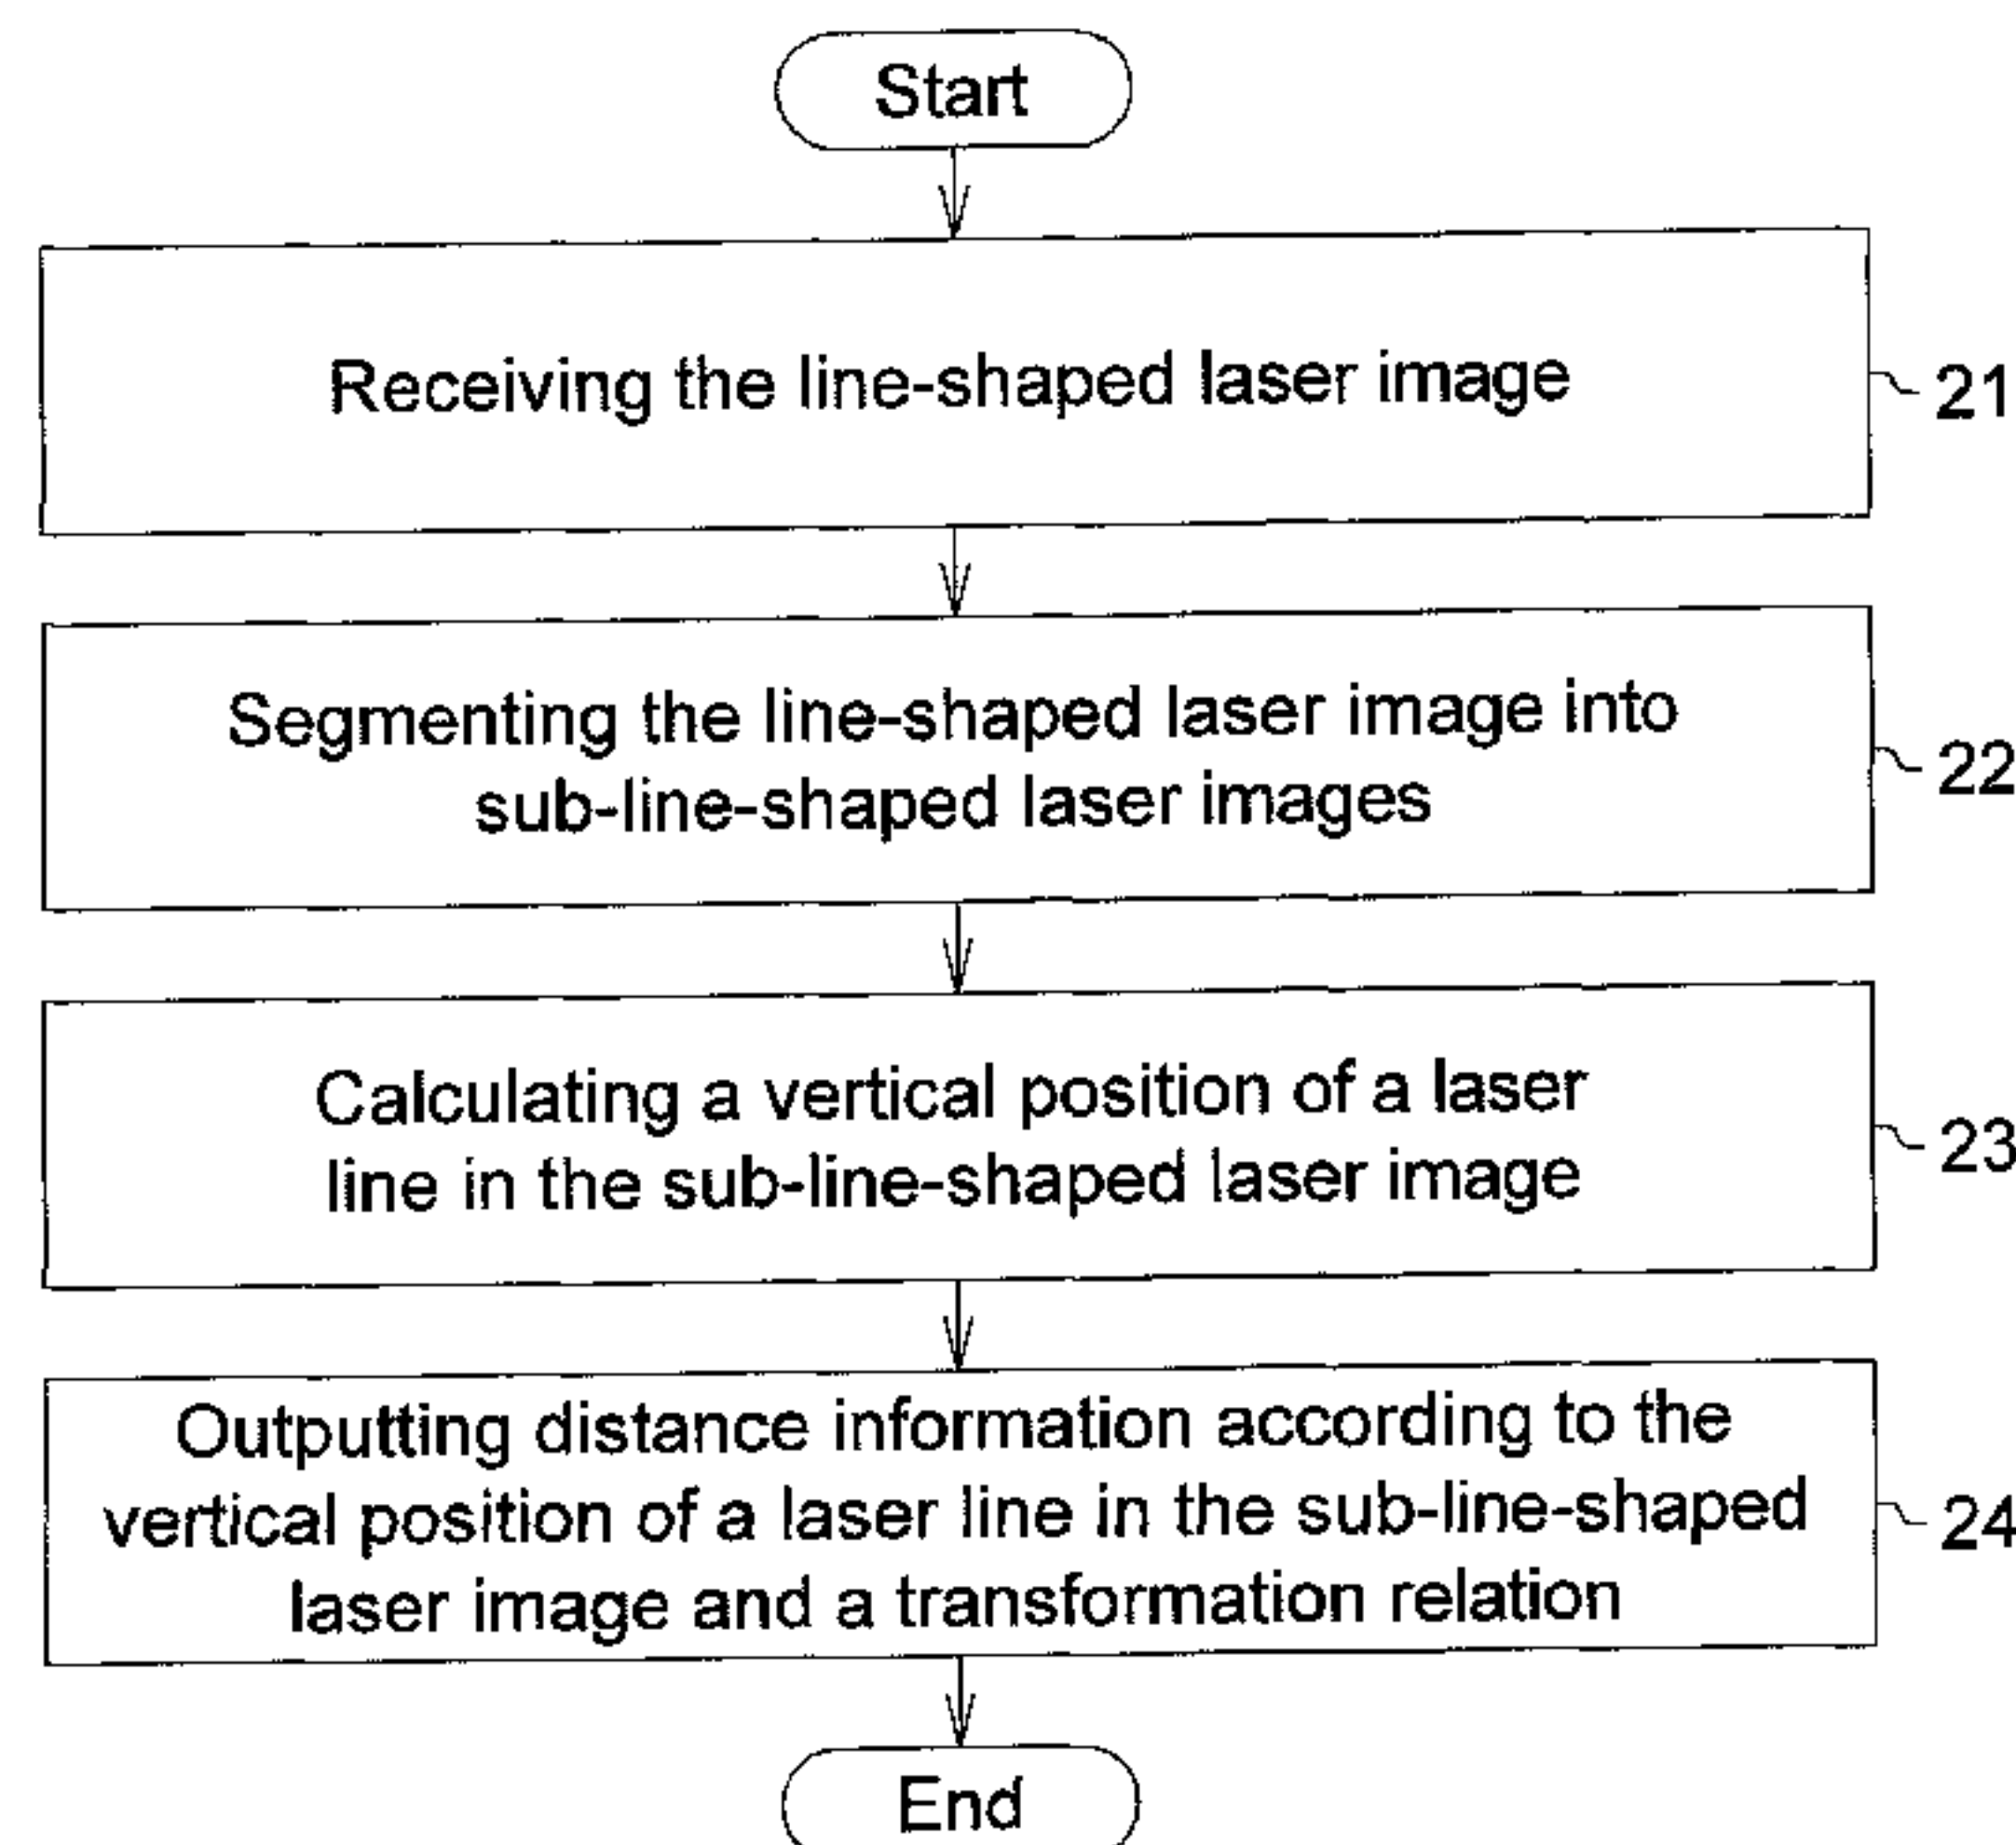 Start
Receiving the line-shaped laser image
21
Segmenting the line-shaped laser image into
sub-line-shaped laser images
22
Calculating a vertical position of a laser
line in the sub-line-shaped laser image
23
Outputting distance information according to the
vertical position of a laser line in the sub-line-shaped
laser image and a transformation relation
24
End